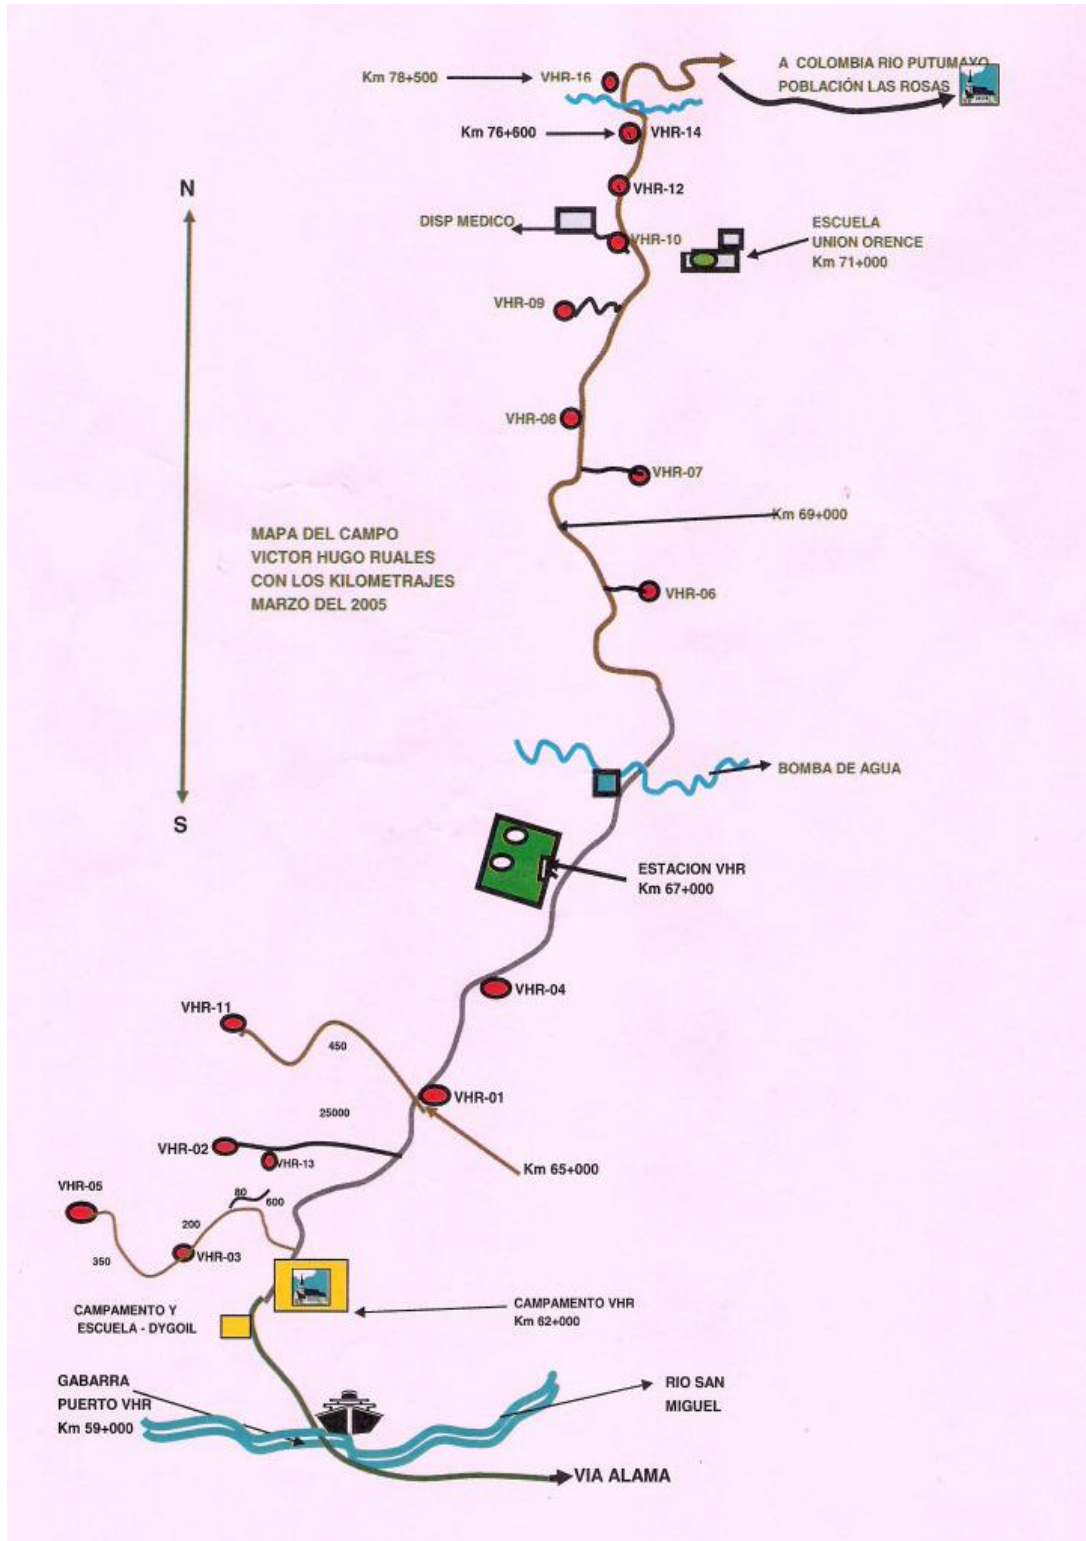 Km 78+500
VHR-16
A COLOMBIA RIO PUTUMAYO
POBLACIÓN LAS ROSAS
Km 76+600
VHR-14
N
VHR-12
DISP MEDICO
VHR-10
ESCUELA
UNION ORENCE
Km 71+000
VHR-09
VHR-08
VHR-07
Km 69+000
MAPA DEL CAMPO
VICTOR HUGO RUALES
CON LOS KILOMETRAJES
MARZO DEL 2005
VHR-06
BOMBA DE AGUA
S
ESTACION VHR
Km 67+000
VHR-04
VHR-11
450
VHR-01
25000
VHR-02
VHR-13
Km 65+000
VHR-05
80
600
200
VHR-03
350
CAMPAMENTO Y
ESCUELA - DYGOIL
CAMPAMENTO VHR
Km 62+000
GABARRA
PUERTO VHR
Km 59+000
RIO SAN
MIGUEL
VIA ALAMA